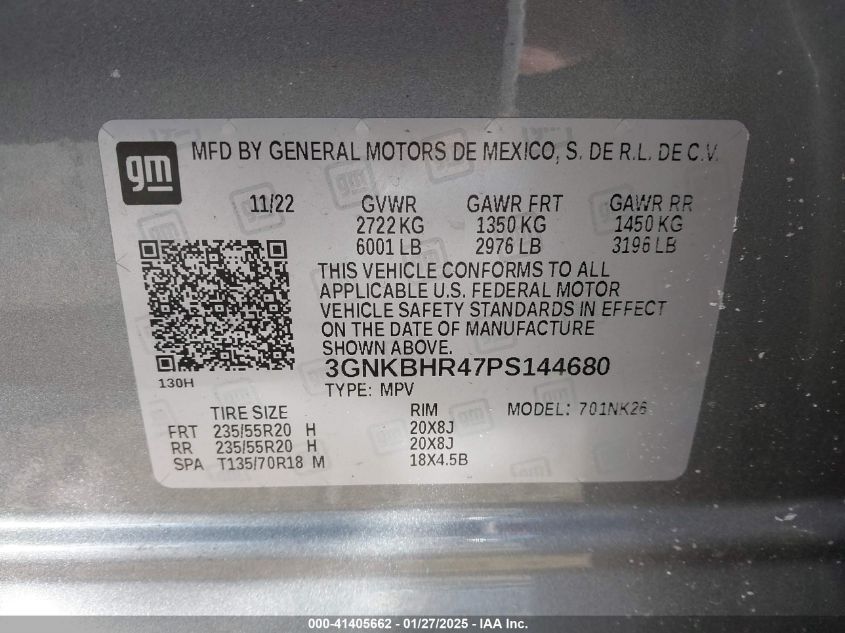 gm
MFD BY GENERAL MOTORS DE MEXICO, S. DE R.L. DE C.V.
11/22 GVWR GAWR FRT GAWR RR
2722 KG 1350 KG 1450 KG
6001 LB 2976 LB 3196 LB
THIS VEHICLE CONFORMS TO ALL
APPLICABLE U.S. FEDERAL MOTOR
VEHICLE SAFETY STANDARDS IN EFFECT
ON THE DATE OF MANUFACTURE
SHOWN ABOVE.
130H
3GNKBHR47PS144680
TYPE: MPV
TIRE SIZE RIM MODEL: 701NK26
FRT 235/55R20 H 20X8J
RR 235/55R20 H 20X8J
SPA T135/70R18 M 18X4.5B
000-41405662 - 01/27/2025 - IAA Inc.